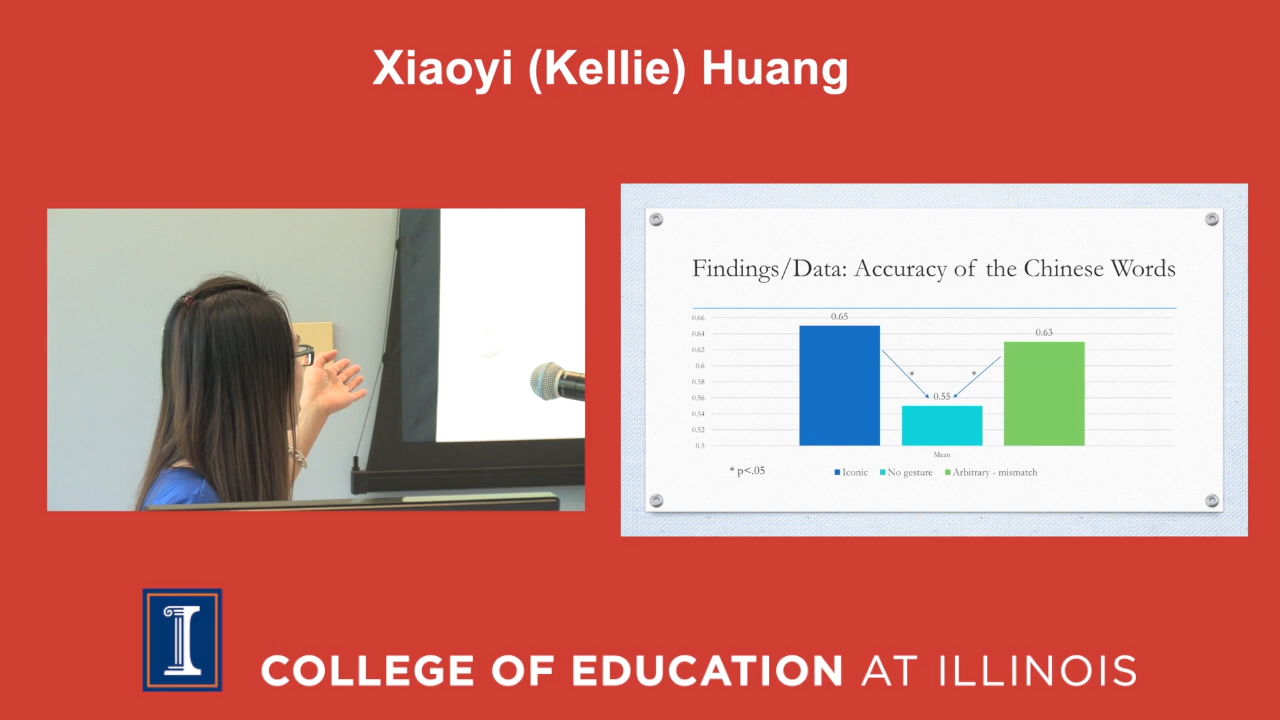 Xiaoyi (Kellie) Huang
Findings/Data: Accuracy of the Chinese Words
0.66
0.64
0.62
0.6
0.58
0.56
0.54
0.52
0.5
0.65
0.55
0.63
*
*
Mean
* p<.05
Iconic
No gesture
Arbitrary - mismatch
I
COLLEGE OF EDUCATION AT ILLINOIS